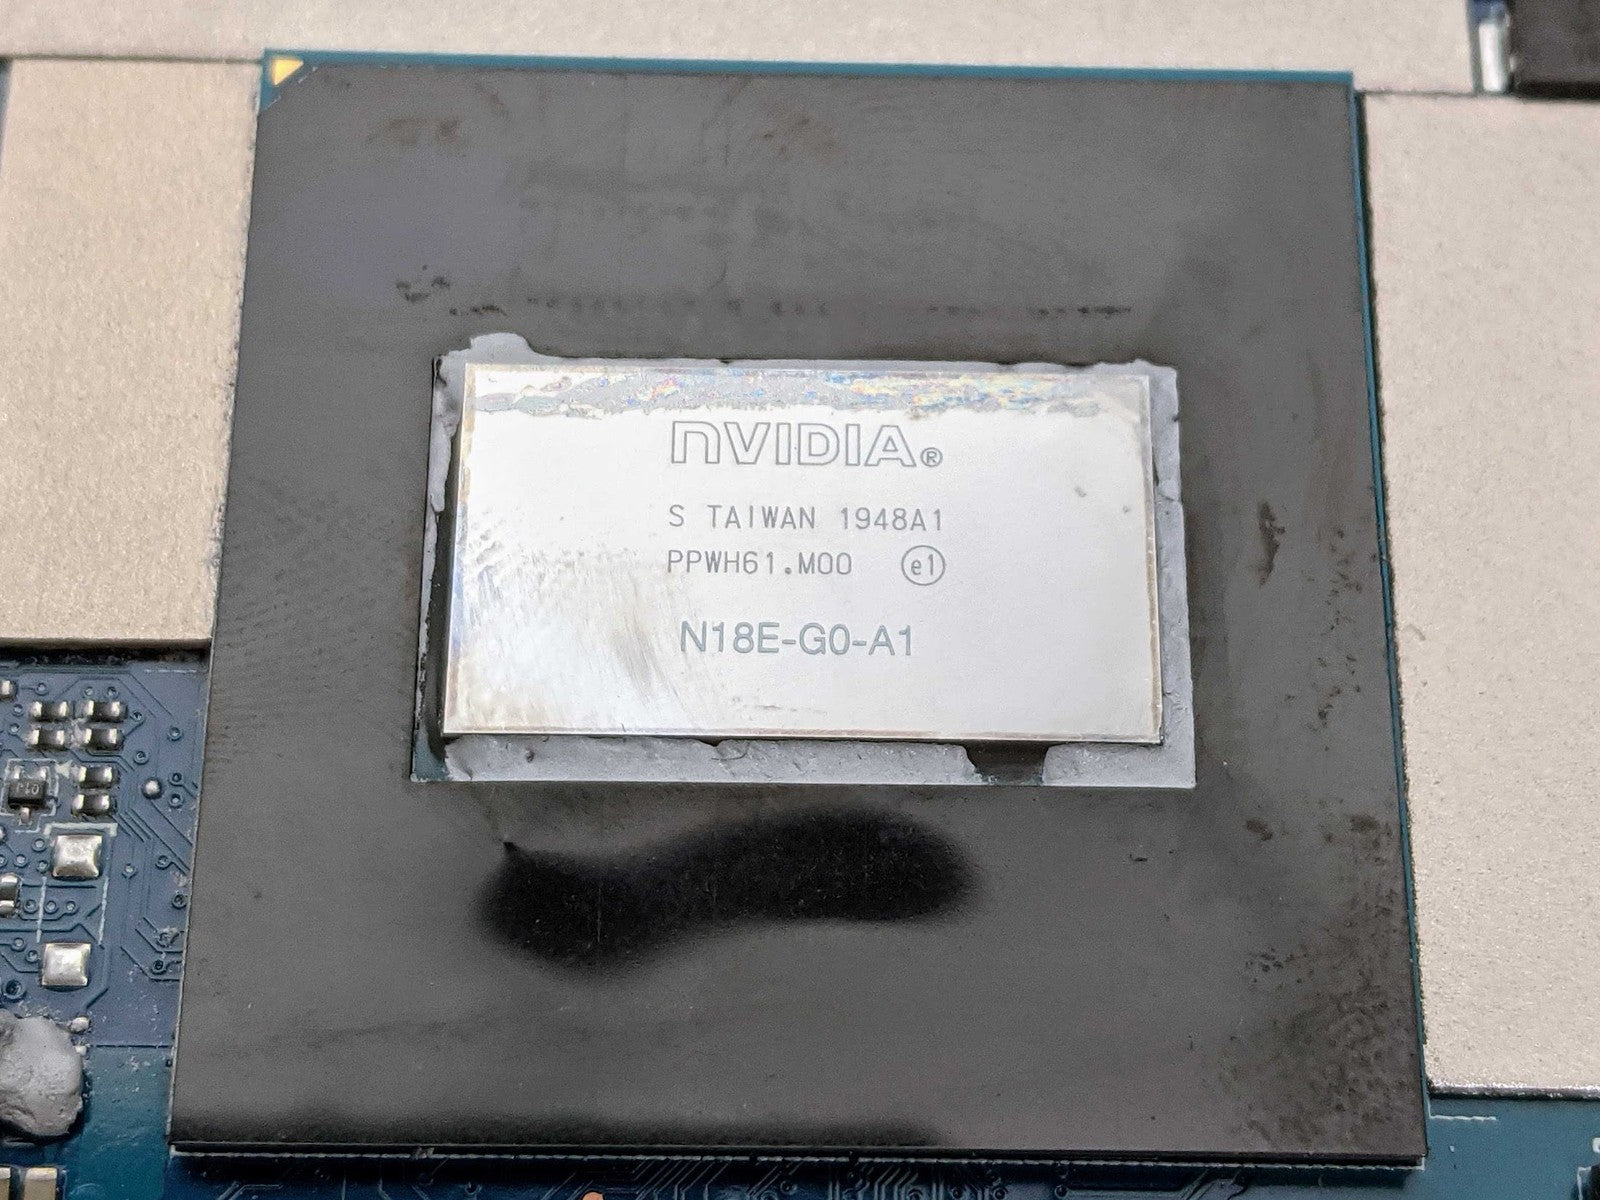 NVIDIA®
S TAIWAN 1948A1
PPWH61.M00 e1
N18E-G0-A1